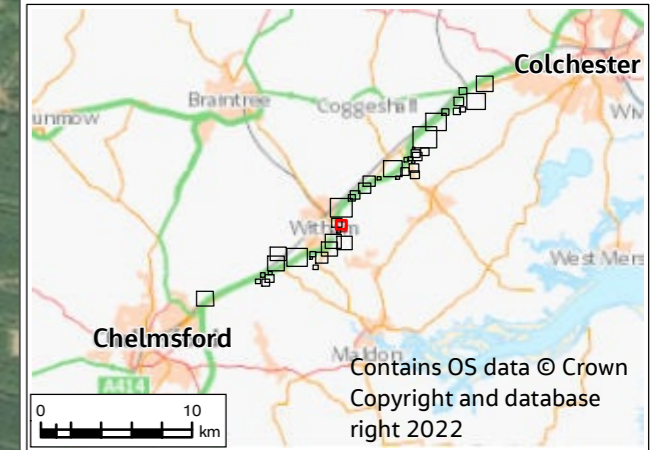 Colchester
Braintree
Coggeshall
unmow
Witham
West Mers
Chelmsford
Maldon
Contains OS data © Crown
Copyright and database
right 2022
A414
0 10
km